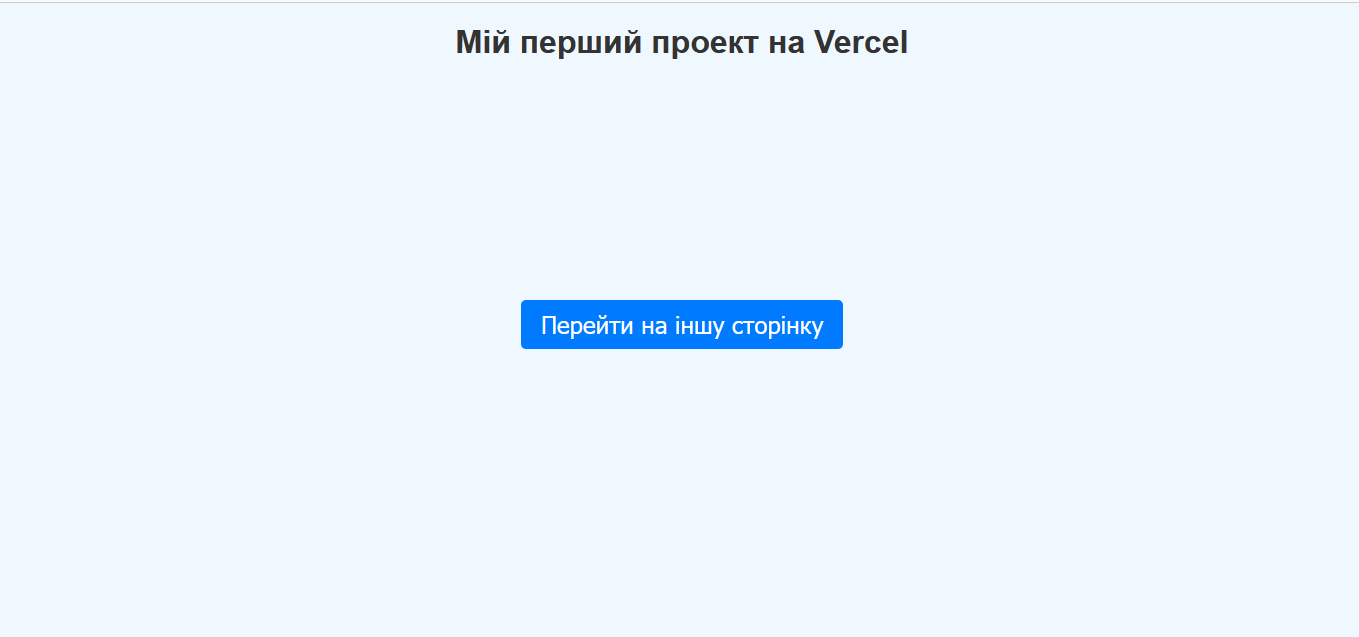 Мій перший проект на Vercel
Перейти на іншу сторінку